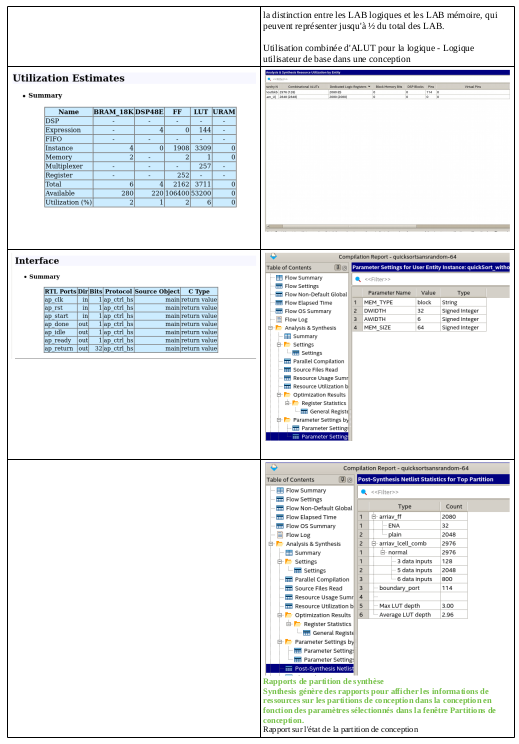 la distinction entre les LAB logiques et les LAB mémoire, qui
peuvent représenter jusqu'à ½ du total des LAB.
Utilisation combinée d'ALUT pour la logique - Logique
utilisateur de base dans une conception
Utilization Estimates
Summary
Name BRAM_18K DSP48E FF LUT URAM
DSP - - - - -
Expression - 4 0 144 -
FIFO - - - - -
Instance 4 0 1908 3309 0
Memory 2 - 2 1 0
Multiplexer - - - 257 -
Register - - 252 - -
Total 6 4 2162 3711 0
Available 280 220 106400 53200 0
Utilization (%) 2 1 2 6 0
Analysis & Synthesis Resource Utilization by Entity
<<Filter>>
Combinational ALUTs Dedicated Logic Registers Block Memory Bits DSP Blocks Pins Virtual Pins
Interface
Summary
RTL Ports Dir Bits Protocol Source Object C Type
ap_clk in 1 ap_ctrl_hs main return value
ap_rst in 1 ap_ctrl_hs main return value
ap_start in 1 ap_ctrl_hs main return value
ap_done out 1 ap_ctrl_hs main return value
ap_idle out 1 ap_ctrl_hs main return value
ap_ready out 1 ap_ctrl_hs main return value
ap_return out 32 ap_ctrl_hs main return value
Compilation Report - quicksortsansrandom-64
Table of Contents
Flow Summary
Flow Settings
Flow Non-Default Global
Flow Elapsed Time
Flow OS Summary
Flow Log
Analysis & Synthesis
Summary
Settings
Settings
Parallel Compilation
Source Files Read
Resource Usage Summ
Resource Utilization b
Optimization Results
Register Statistics
General Registe
Parameter Settings by
Parameter Settings
Parameter Settings
Parameter Settings for User Entity Instance: quickSort_witho
<<Filter>>
Parameter Name Value Type
1 MEM_TYPE block String
2 DWIDTH 32 Signed Integer
3 AWIDTH 6 Signed Integer
4 MEM_SIZE 64 Signed Integer
Compilation Report - quicksortsansrandom-64
Table of Contents
Flow Summary
Flow Settings
Flow Non-Default Global
Flow Elapsed Time
Flow OS Summary
Flow Log
Analysis & Synthesis
Summary
Settings
Settings
Parallel Compilation
Source Files Read
Resource Usage Summ
Resource Utilization b
Optimization Results
Register Statistics
General Registe
Parameter Settings by
Parameter Settings
Parameter Settings
Post-Synthesis Netlist
Post-Synthesis Netlist Statistics for Top Partition
<<Filter>>
Type Count
1 arriav_ff 2080
1 ENA 32
2 plain 2048
2 arriav_lcell_comb 2976
1 normal 2976
1 3 data inputs 128
2 5 data inputs 2048
3 6 data inputs 800
3 boundary_port 114
4
5 Max LUT depth 3.00
6 Average LUT depth 2.96
Rapports de partition de synthèse
Synthesis génère des rapports pour afficher les informations de
ressources sur les partitions de conception dans la conception en
fonction des paramètres sélectionnés dans la fenêtre Partitions de
conception.
Rapport sur l'état de la partition de conception